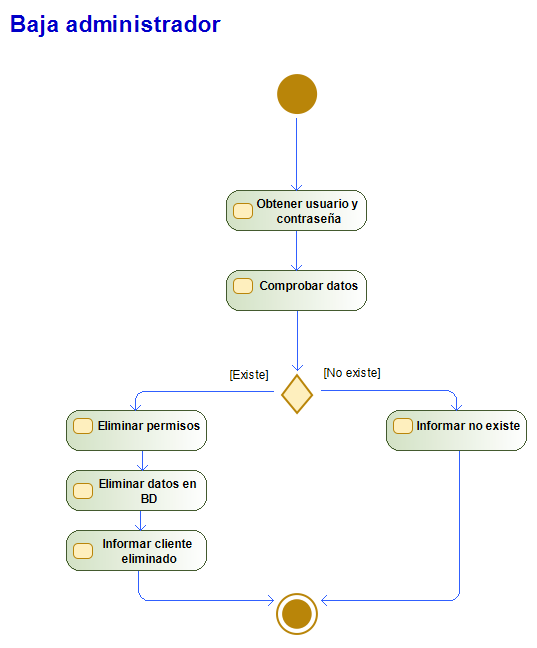 Baja administrador
Obtener usuario y
contraseña
Comprobar datos
[Existe]
[No existe]
Eliminar permisos
Informar no existe
Eliminar datos en
BD
Informar cliente
eliminado